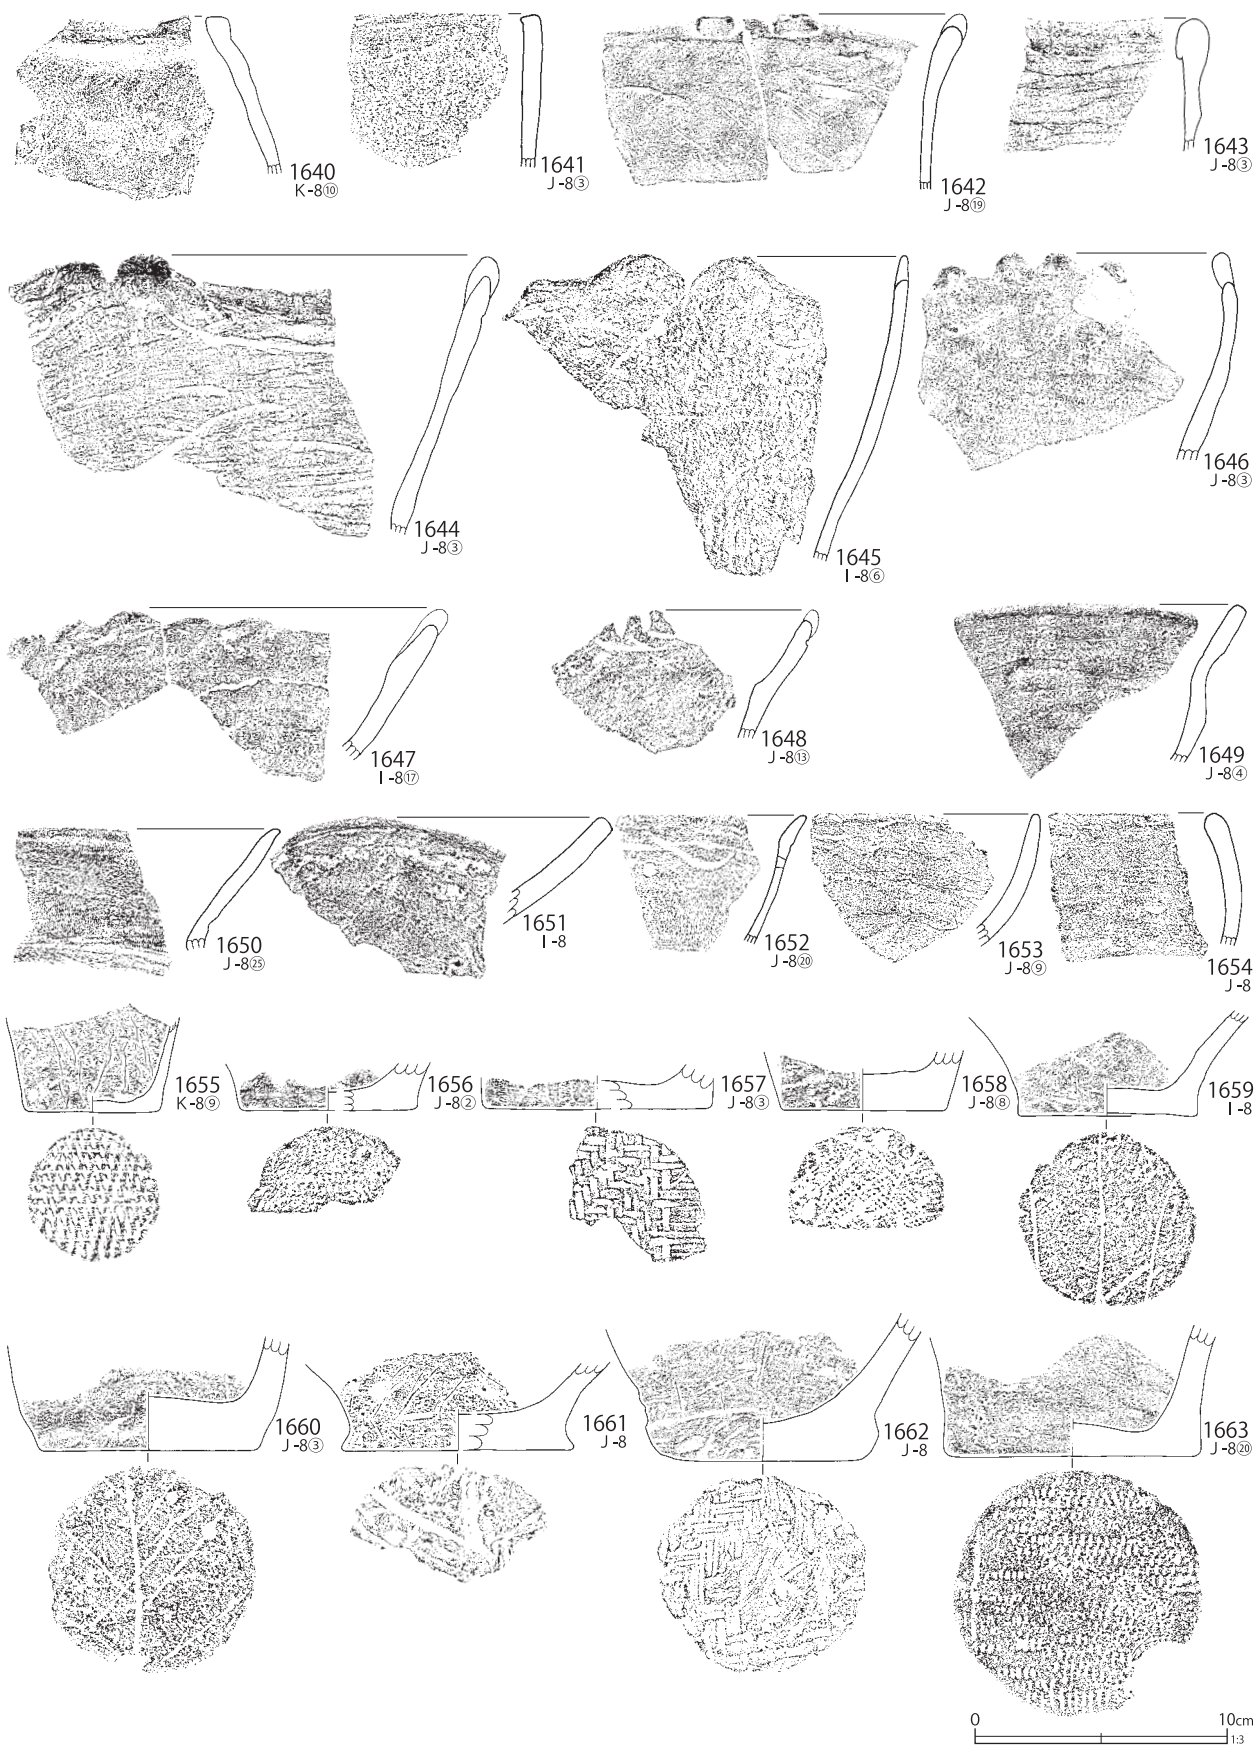 1640
K-8⑩
1641
J-8③
1642
J-8⑲
1643
J-8③
1644
J-8③
1645
I-8⑥
1646
J-8③
1647
I-8⑰
1648
J-8⑬
1649
J-8④
1650
J-8㉕
1651
I-8
1652
J-8⑳
1653
J-8⑨
1654
J-8
1655
K-8⑨
1656
J-8②
1657
J-8③
1658
J-8⑧
1659
I-8
1660
J-8③
1661
J-8
1662
J-8
1663
J-8⑳
0 10cm
1:3